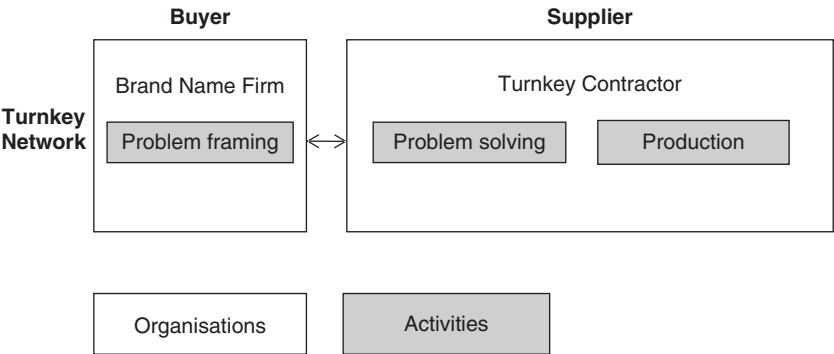 Buyer
Supplier
Brand Name Firm
Turnkey Contractor
Turnkey
Network
Problem framing
Problem solving
Production
Organisations
Activities